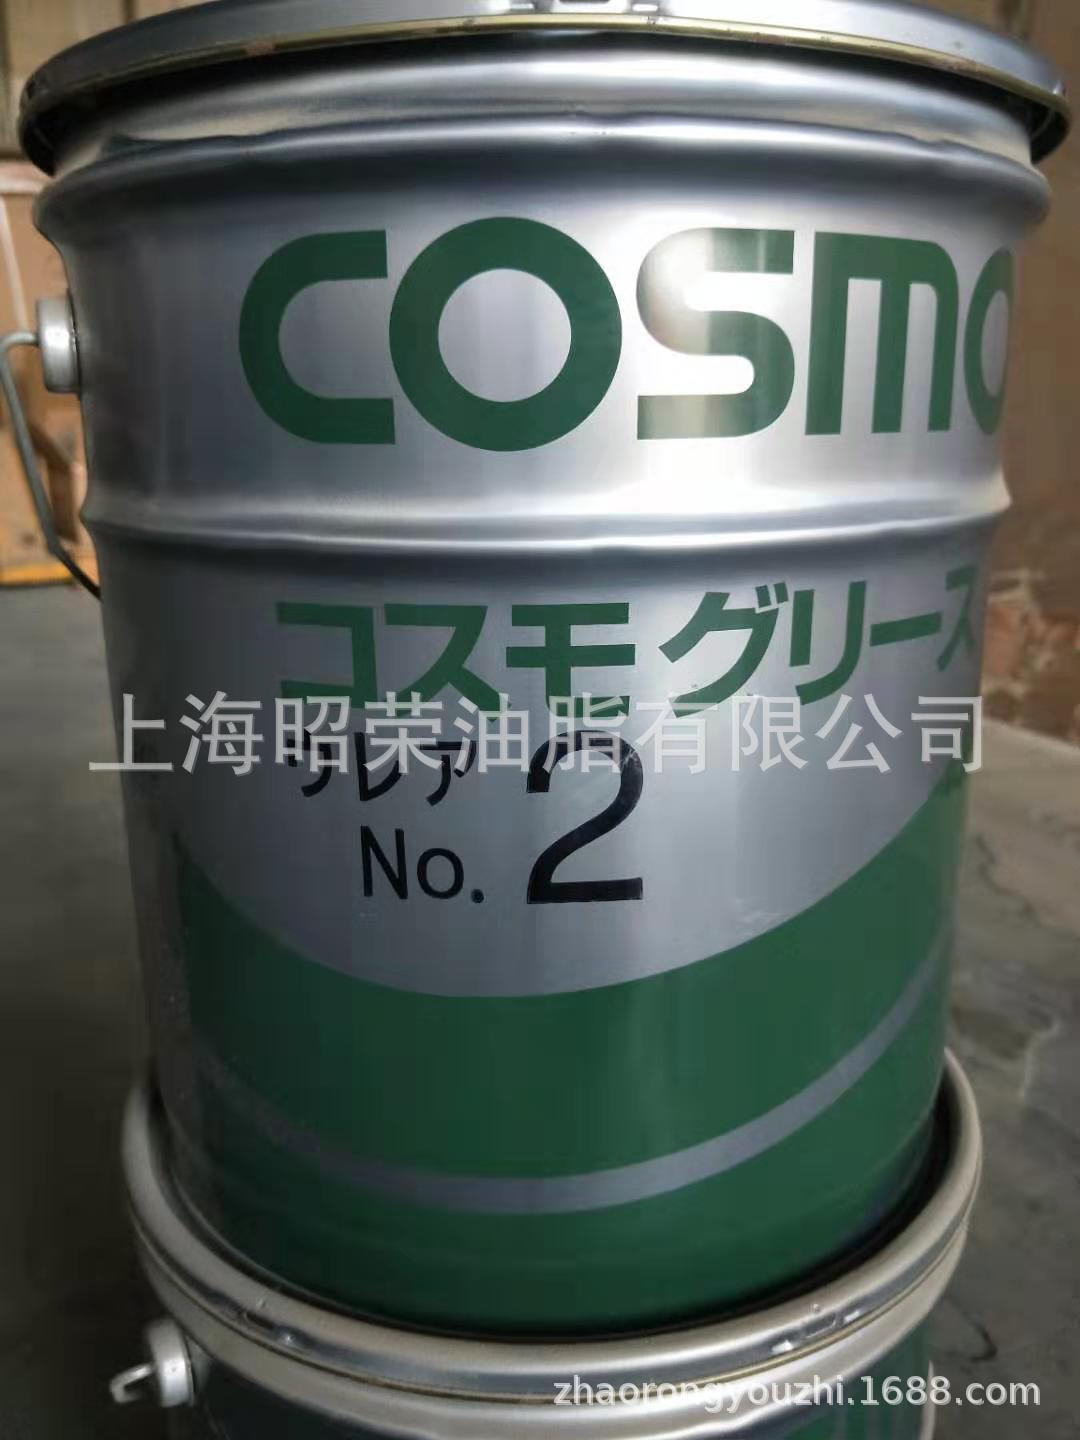 COSMO
コスモグリース
上海昭荣油脂有限公司
ウレア
No. 2
zhaorongyouzhi.1688.com